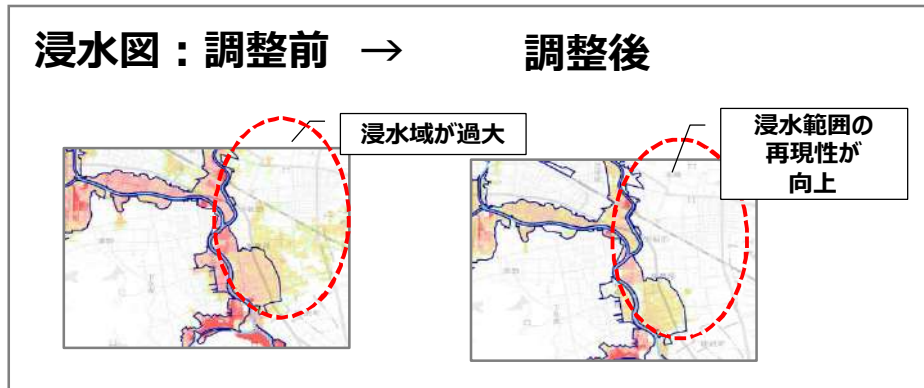 浸水図：調整前 → 調整後
浸水域が過大
浸水範囲の
再現性が
向上